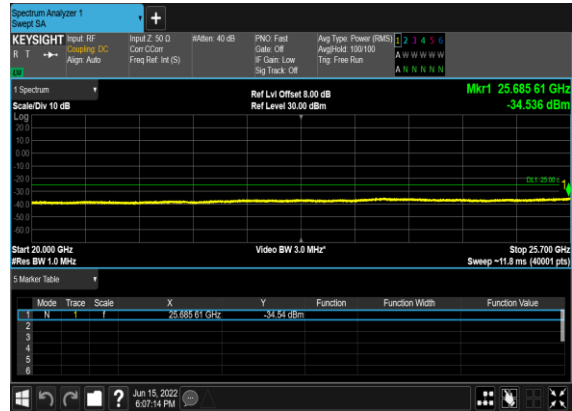 Spectrum Analyzer 1
Swept SA
+
KEYSIGHT Input: RF Input Z: 50 Ω #Atten: 40 dB PNO: Fast Avg Type: Power (RMS) 1 2 3 4 5 6
R T Coupling: DC Corr CCorr Gate: Off Avg|Hold: 100/100 A W W W W W
Align: Auto Freq Ref: Int (S) IF Gain: Low Trig: Free Run
Sig Track: Off A N N N N N
LW
1 Spectrum Ref Lvl Offset 8.00 dB Mkr1 25.685 61 GHz
Scale/Div 10 dB Ref Level 30.00 dBm -34.536 dBm
Log
20.0
10.0
0.00
-10.0
-20.0
DL1 -25.00
1
-30.0
-40.0
-50.0
-60.0
Start 20.000 GHz Video BW 3.0 MHz* Stop 25.700 GHz
#Res BW 1.0 MHz Sweep ~11.8 ms (40001 pts)
5 Marker Table
Mode Trace Scale X Y Function Function Width Function Value
1 N 1 f 25.685 61 GHz -34.54 dBm
2
3
4
5
6
? Jun 15, 2022
6:07:14 PM